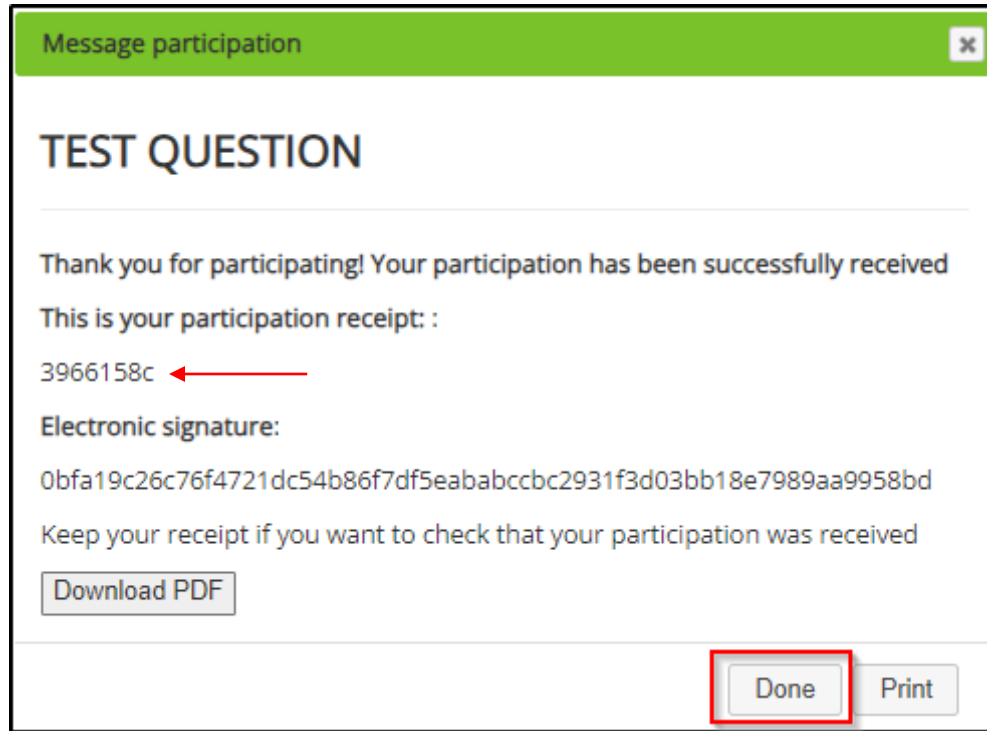 Message participation
TEST QUESTION
Thank you for participating! Your participation has been successfully received
This is your participation receipt: :
3966158c
Electronic signature:
0bfa19c26c76f4721dc54b86f7df5eababccbc2931f3d03bb18e7989aa9958bd
Keep your receipt if you want to check that your participation was received
Download PDF
Done Print